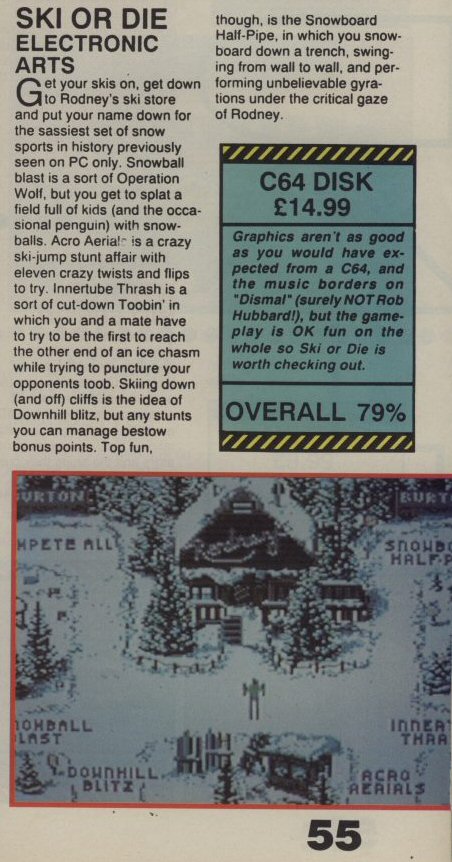 SKI OR DIE
ELECTRONIC
ARTS
Get your skis on, get down
to Rodney's ski store
and put your name down for
the sassiest set of snow
sports in history previously
seen on PC only. Snowball
blast is a sort of Operation
Wolf, but you get to splat a
field full of kids (and the occa-
sional penguin) with snow-
balls. Acro Aerials is a crazy
ski-jump stunt affair with
eleven crazy twists and flips
to try. Innertube Thrash is a
sort of cut-down Toobin' in
which you and a mate have
to try to be the first to reach
the other end of an ice chasm
while trying to puncture your
opponents toob. Skiing down
(and off) cliffs is the idea of
Downhill blitz, but any stunts
you can manage bestow
bonus points. Top fun,
though, is the Snowboard
Half-Pipe, in which you snow-
board down a trench, swing-
ing from wall to wall, and per-
forming unbelievable gyra-
tions under the critical gaze
of Rodney.
C64 DISK
£14.99
Graphics aren't as good
as you would have ex-
pected from a C64, and
the music borders on
"Dismal" (surely NOT Rob
Hubbard!), but the game-
play is OK fun on the
whole so Ski or Die is
worth checking out.
OVERALL 79%
BURTON
BURT
MPETE ALL
Rodney's
SNOWBO
HALF-P
OWBALL
LAST
INNER
THRA
DOWNHILL
BLITZ
ACRO
AERIALS
55